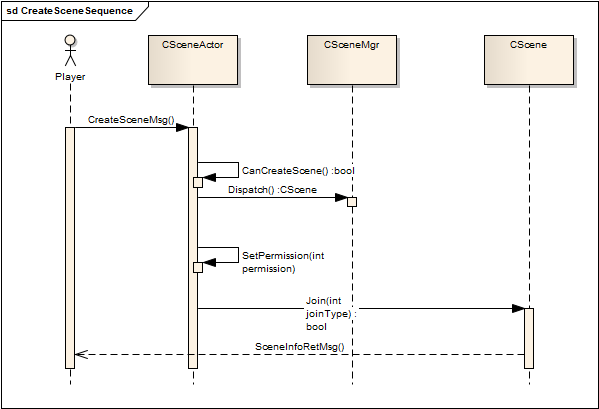 sd CreateSceneSequence
CSceneActor
CSceneMgr
CScene
Player
CreateSceneMsg()
CanCreateScene() :bool
Dispatch() :CScene
SetPermission(int
permission)
Join(int
joinType) :
bool
SceneInfoRetMsg()